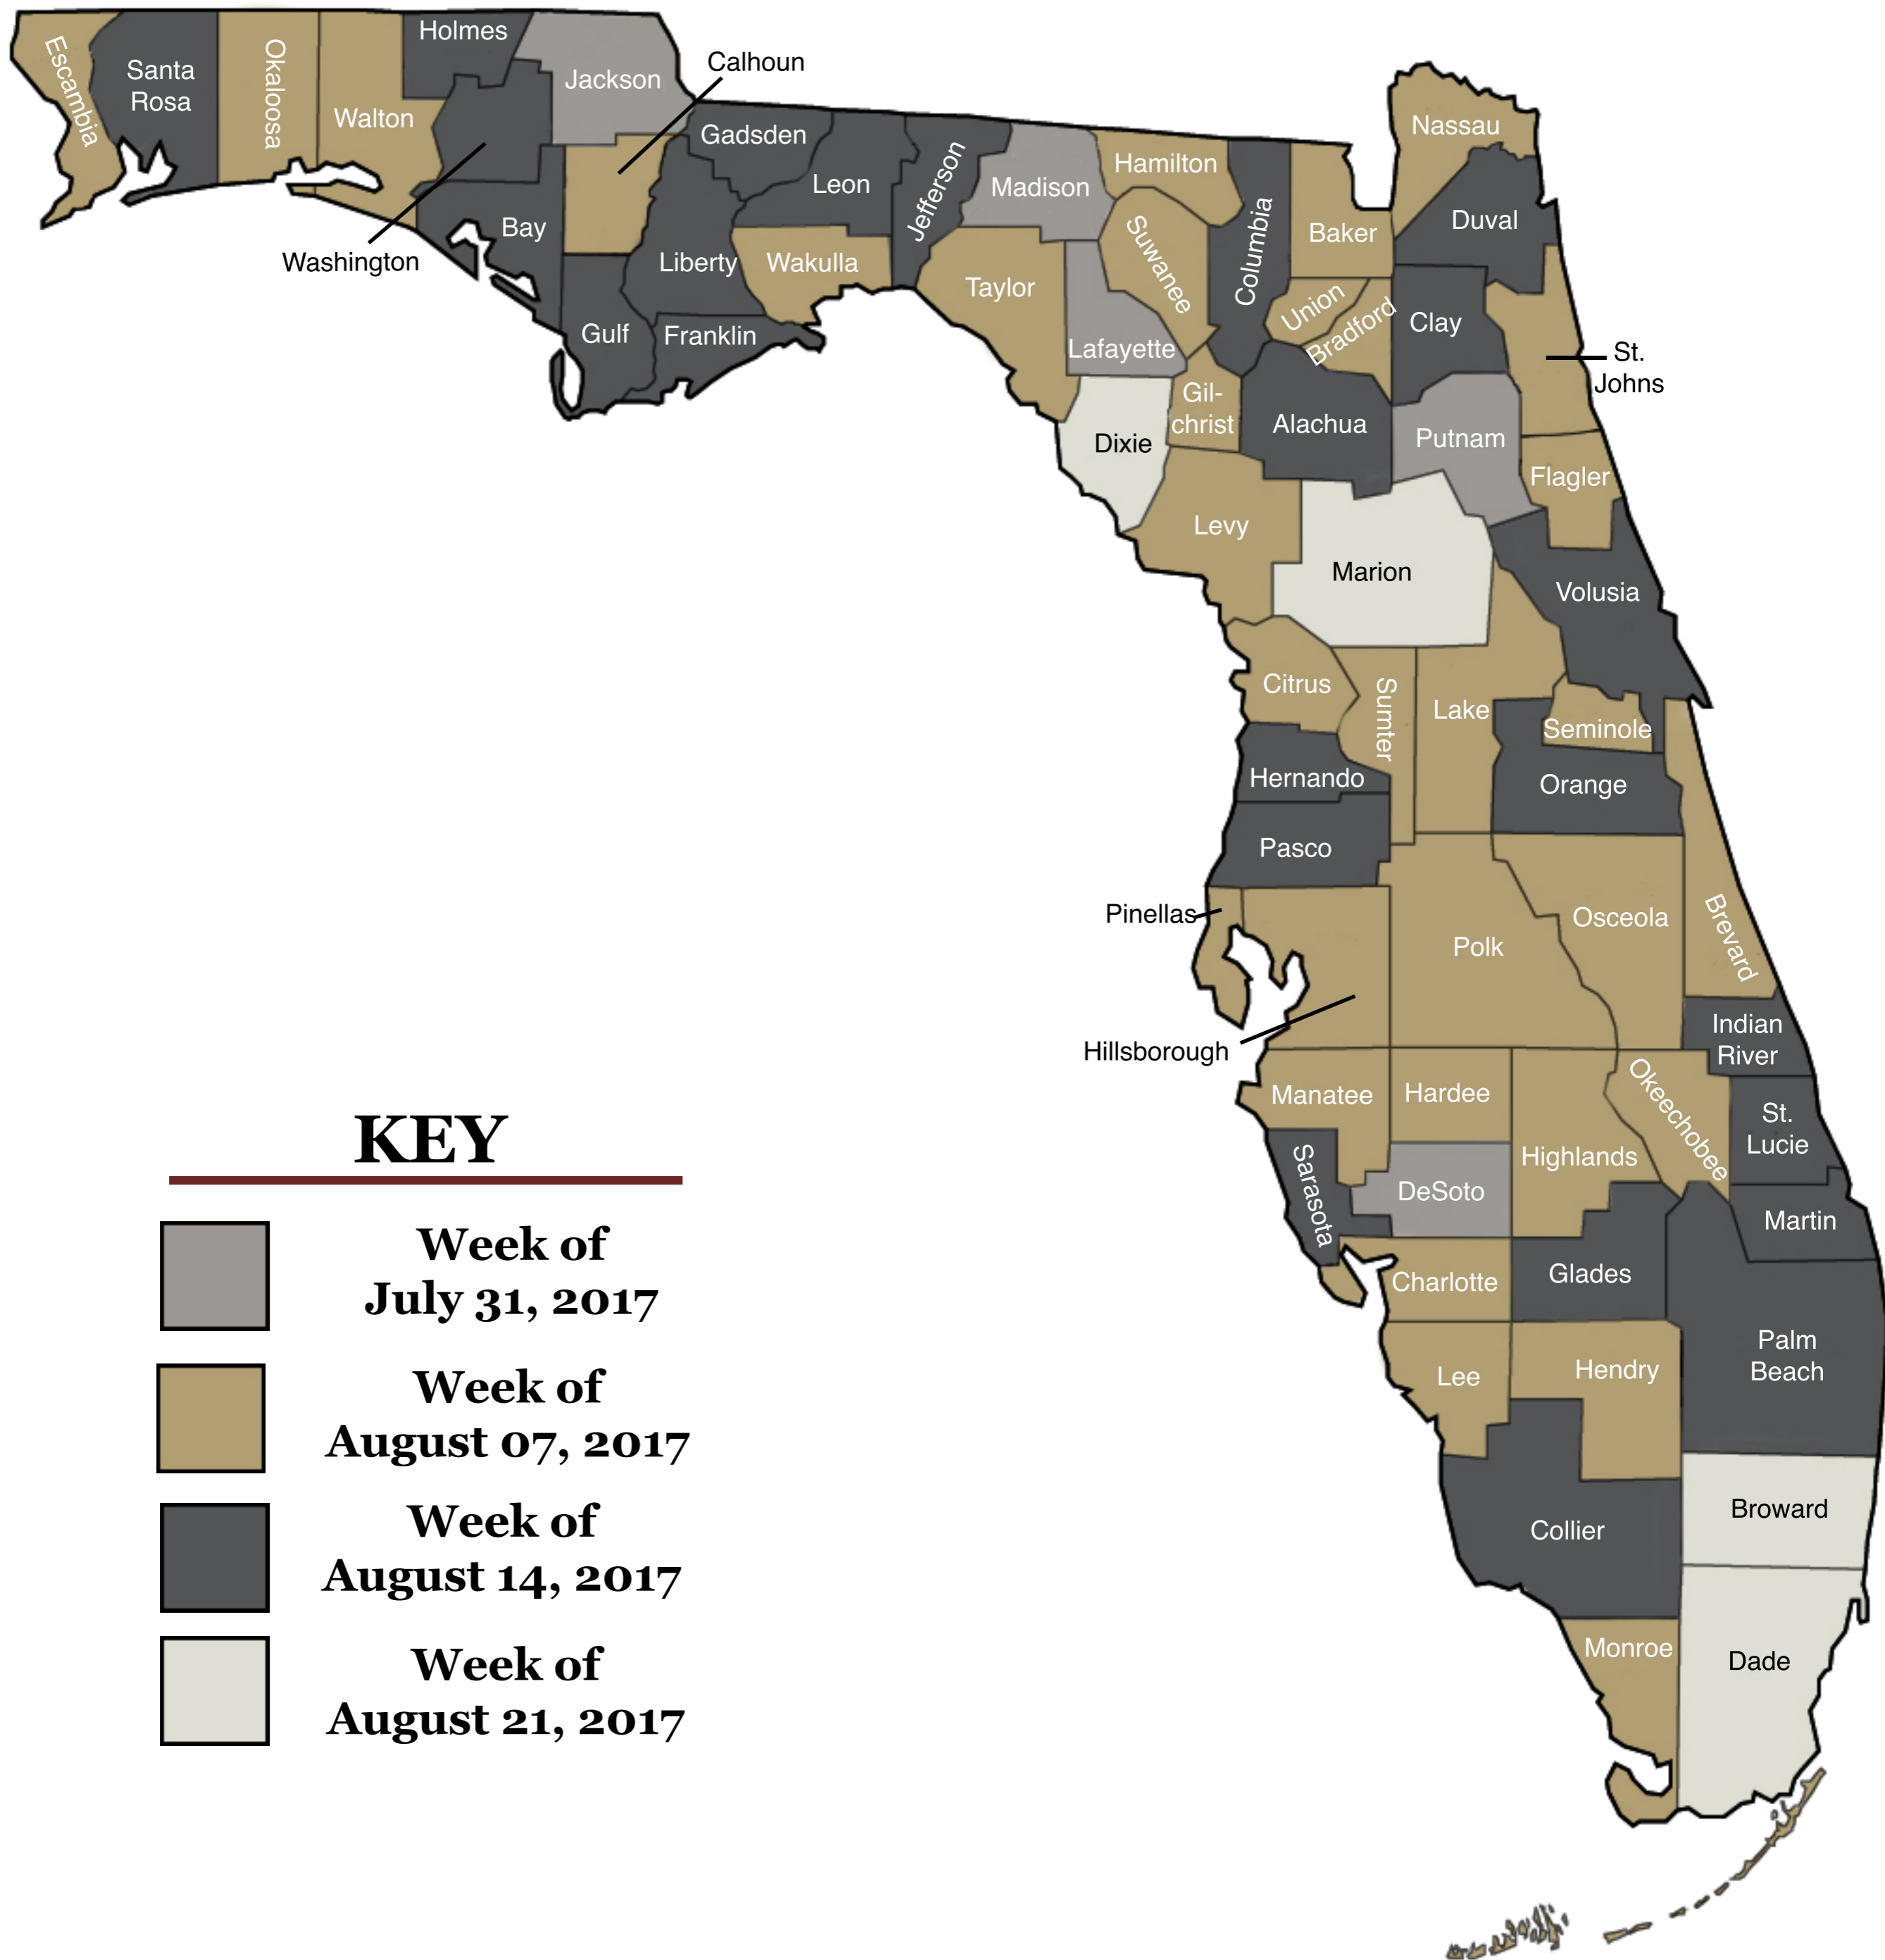 Holmes
Escambia
Santa
Rosa
Okaloosa
Walton
Jackson
Calhoun
Gadsden
Leon
Jefferson
Madison
Hamilton
Nassau
Washington
Bay
Liberty
Wakulla
Taylor
Suwanee
Columbia
Baker
Duval
Gulf
Franklin
Lafayette
Union
Bradford
Clay
St.
Johns
Dixie
Gil-
christ
Alachua
Putnam
Flagler
Levy
Marion
Volusia
Citrus
Sumter
Lake
Seminole
Hernando
Orange
Pasco
Pinellas
Polk
Osceola
Brevard
Hillsborough
Indian
River
Manatee
Hardee
Highlands
Okeechobee
St.
Lucie
Sarasota
DeSoto
Martin
Charlotte
Glades
Lee
Hendry
Palm
Beach
Collier
Broward
Monroe
Dade
KEY
Week of
July 31, 2017
Week of
August 07, 2017
Week of
August 14, 2017
Week of
August 21, 2017